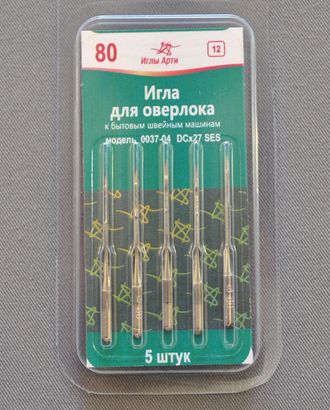 80
12
Иглы Арти
Игла
для оверлока
к бытовым швейным машинам
модель 0037-04 DCx27 SES
5 штук